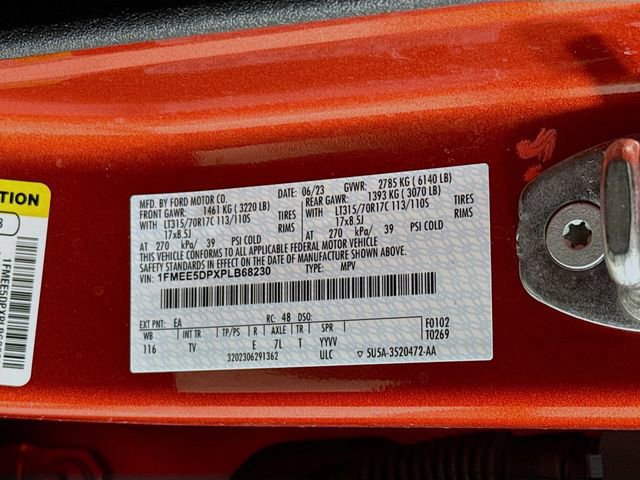 MFD. BY FORD MOTOR CO. DATE: 06/23 GVWR: 2785 KG ( 6140 LB)
FRONT GAWR: 1461 KG ( 3220 LB) REAR GAWR: 1393 KG ( 3070 LB)
LT315/70R17C 113/110S TIRES WITH LT315/70R17C 113/110S TIRES
17x8.5J RIMS 17x8.5J RIMS
AT 270 kPa/ 39 PSI COLD AT 270 kPa/ 39 PSI COLD
THIS VEHICLE CONFORMS TO ALL APPLICABLE FEDERAL MOTOR VEHICLE
SAFETY STANDARDS IN EFFECT ON THE DATE OF MANUFACTURE SHOWN ABOVE.
VIN: 1FMEE5DPXPLB68230 TYPE: MPV
EXT PNT: EA RC: 48 DSO: F0102
WB INT TR TP/PS R AXLE TR SPR T0269
116 TV E 7L T YYVV
3202306291362 ULC 5U5A-3520472-AA
TION